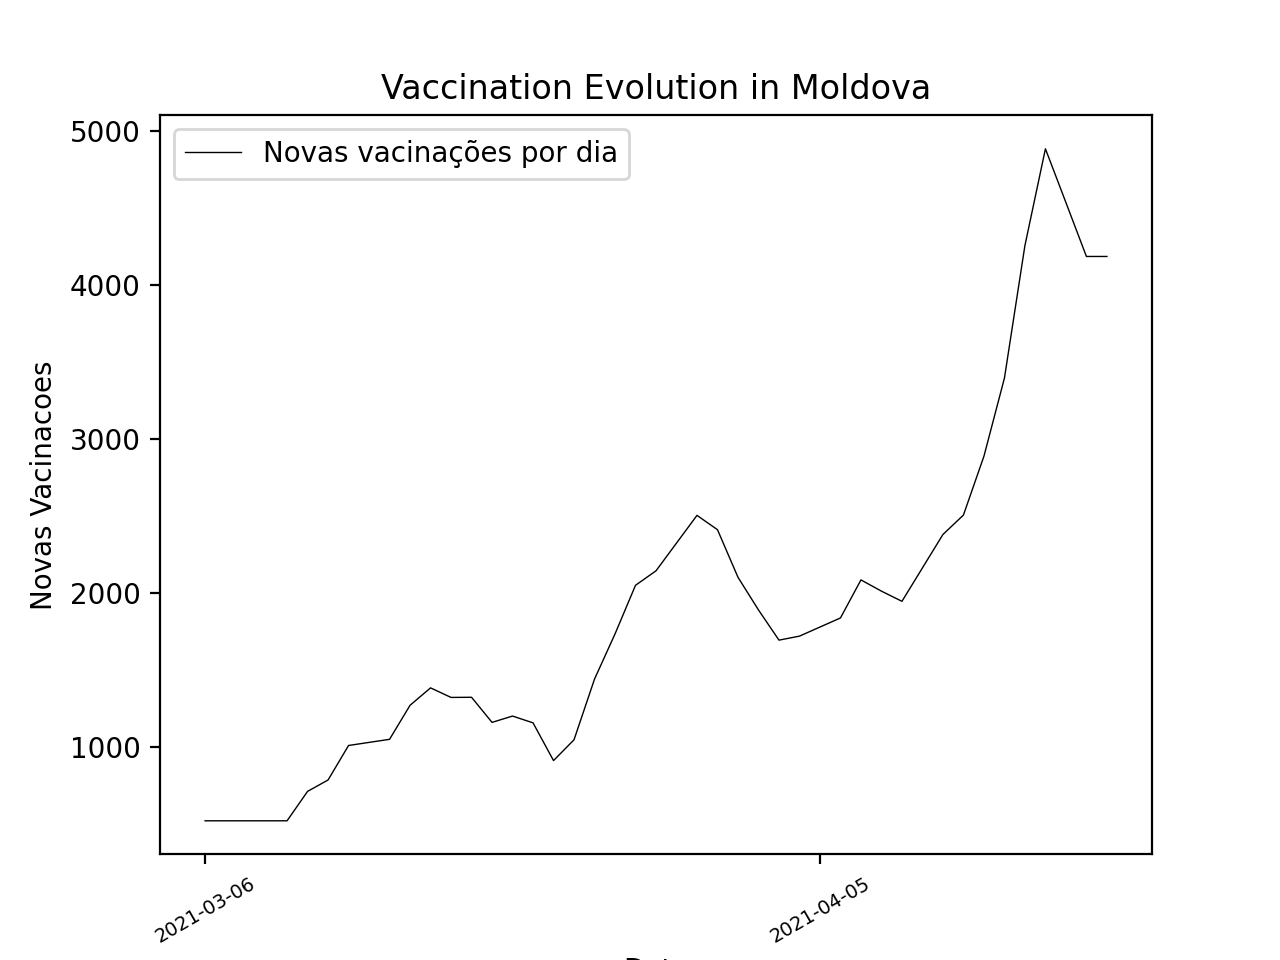 Vaccination Evolution in Moldova
Novas vacinações por dia
5000
4000
3000
2000
1000
Novas Vacinacoes
2021-03-06
2021-04-05